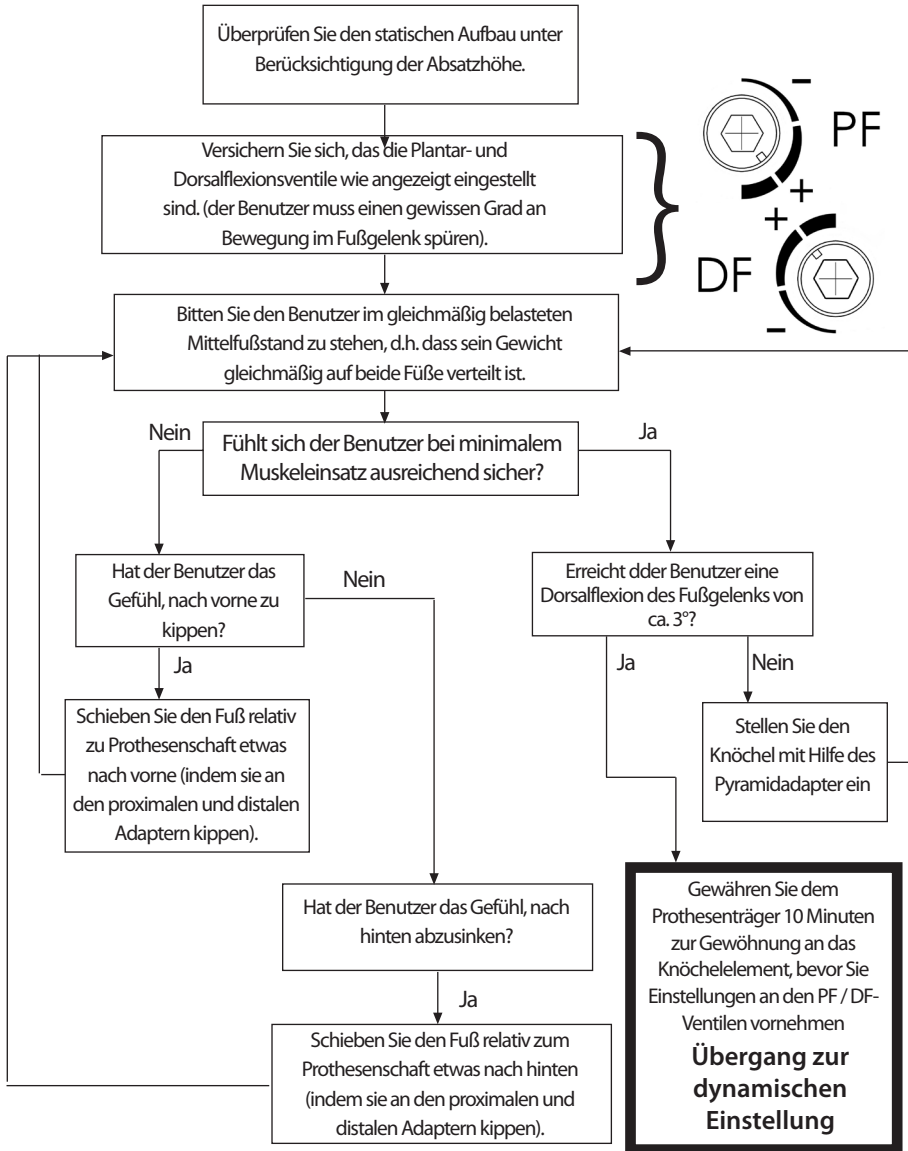 Überprüfen Sie den statischen Aufbau unter
Berücksichtigung der Absatzhöhe.
Versichern Sie sich, das die Plantar- und
Dorsalflexionsventile wie angezeigt eingestellt
sind. (der Benutzer muss einen gewissen Grad an
Bewegung im Fußgelenk spüren).
–
PF
+
+
DF
–
Bitten Sie den Benutzer im gleichmäßig belasteten
Mittelfußstand zu stehen, d.h. dass sein Gewicht
gleichmäßig auf beide Füße verteilt ist.
Nein
Fühlt sich der Benutzer bei minimalem
Muskeleinsatz ausreichend sicher?
Ja
Hat der Benutzer das
Gefühl, nach vorne zu
kippen?
Nein
Ja
Schieben Sie den Fuß relativ
zu Prothesenschaft etwas
nach vorne (indem sie an
den proximalen und distalen
Adaptern kippen).
Hat der Benutzer das Gefühl, nach
hinten abzusinken?
Ja
Schieben Sie den Fuß relativ zum
Prothesenschaft etwas nach hinten
(indem sie an den proximalen und
distalen Adaptern kippen).
Erreicht dder Benutzer eine
Dorsalflexion des Fußgelenks von
ca. 3°?
Ja
Nein
Stellen Sie den
Knöchel mit Hilfe des
Pyramidadapter ein
Gewähren Sie dem
Prothesenträger 10 Minuten
zur Gewöhnung an das
Knöchelelement, bevor Sie
Einstellungen an den PF / DF-
Ventilen vornehmen
Übergang zur
dynamischen
Einstellung